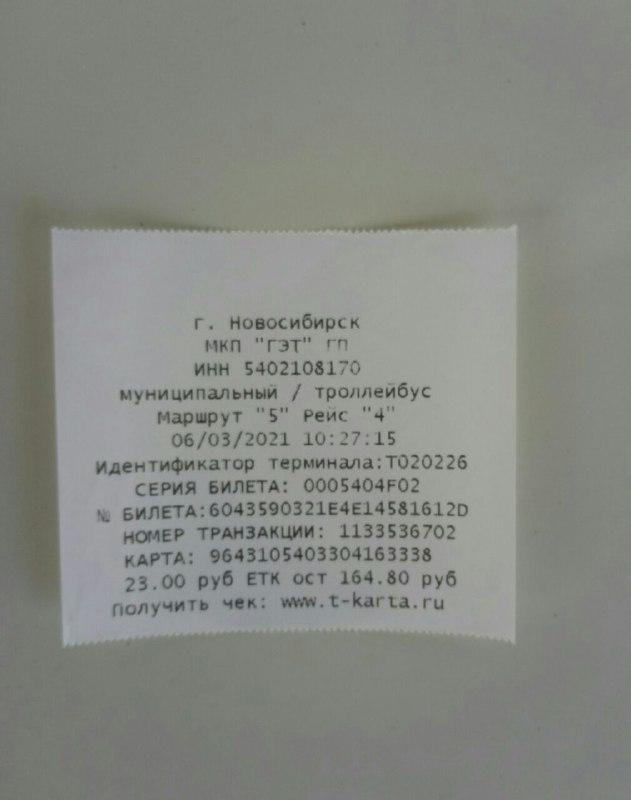 г. Новосибирск
МКП "ГЭТ" ГП
ИНН 5402108170
муниципальный / троллейбус
Маршрут "5" Рейс "4"
06/03/2021 10:27:15
Идентификатор терминала:T020226
СЕРИЯ БИЛЕТА: 0005404F02
№ БИЛЕТА:6043590321E4E14581612D
НОМЕР ТРАНЗАКЦИИ: 1133536702
КАРТА: 9643105403304163338
23.00 руб ЕТК ост 164.80 руб
Получить чек: www.t-karta.ru